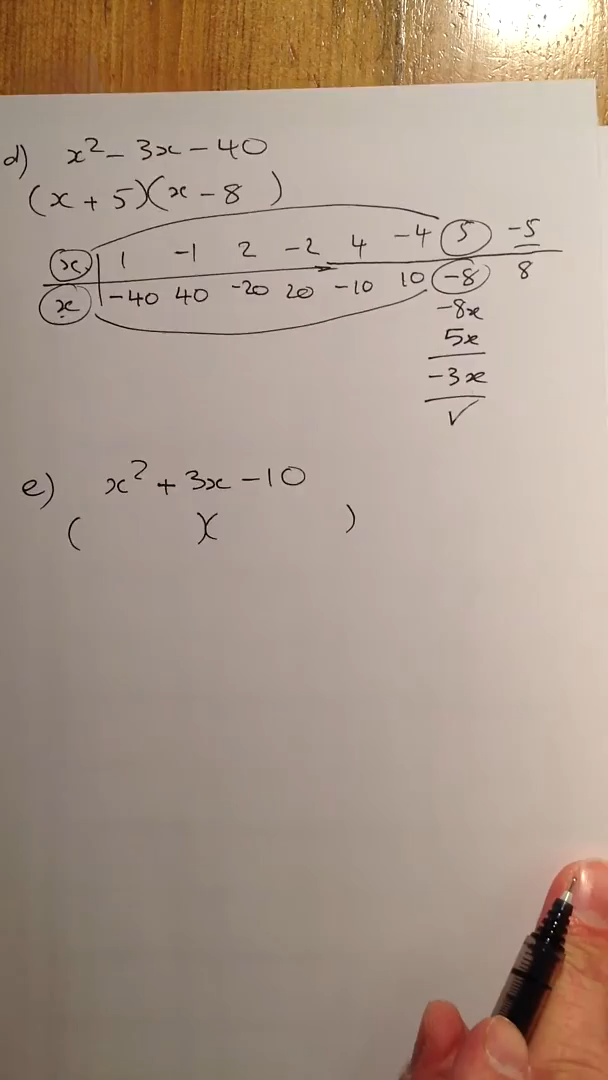 d) x² - 3x - 40
(x + 5)(x - 8 )
x 1 -1 2 -2 4 -4 5 -5
x -40 40 -20 20 -10 10 -8 8
-8x
5x
-3x
✓
e) x² + 3x - 10
( )( )